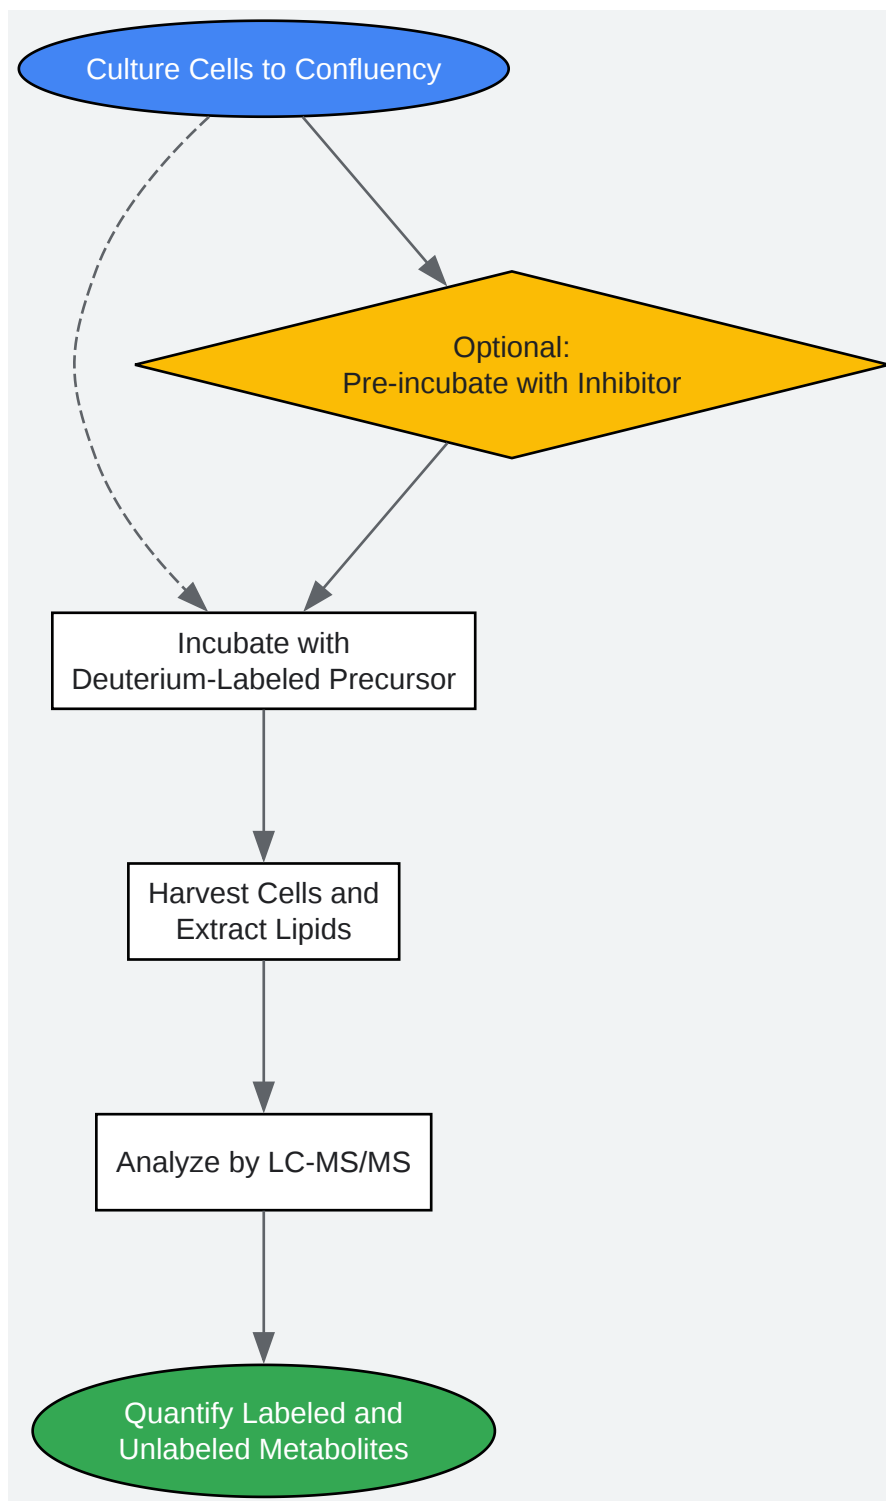 Culture Cells to Confluency
Optional:
Pre-incubate with Inhibitor
Incubate with
Deuterium-Labeled Precursor
Harvest Cells and
Extract Lipids
Analyze by LC-MS/MS
Quantify Labeled and
Unlabeled Metabolites